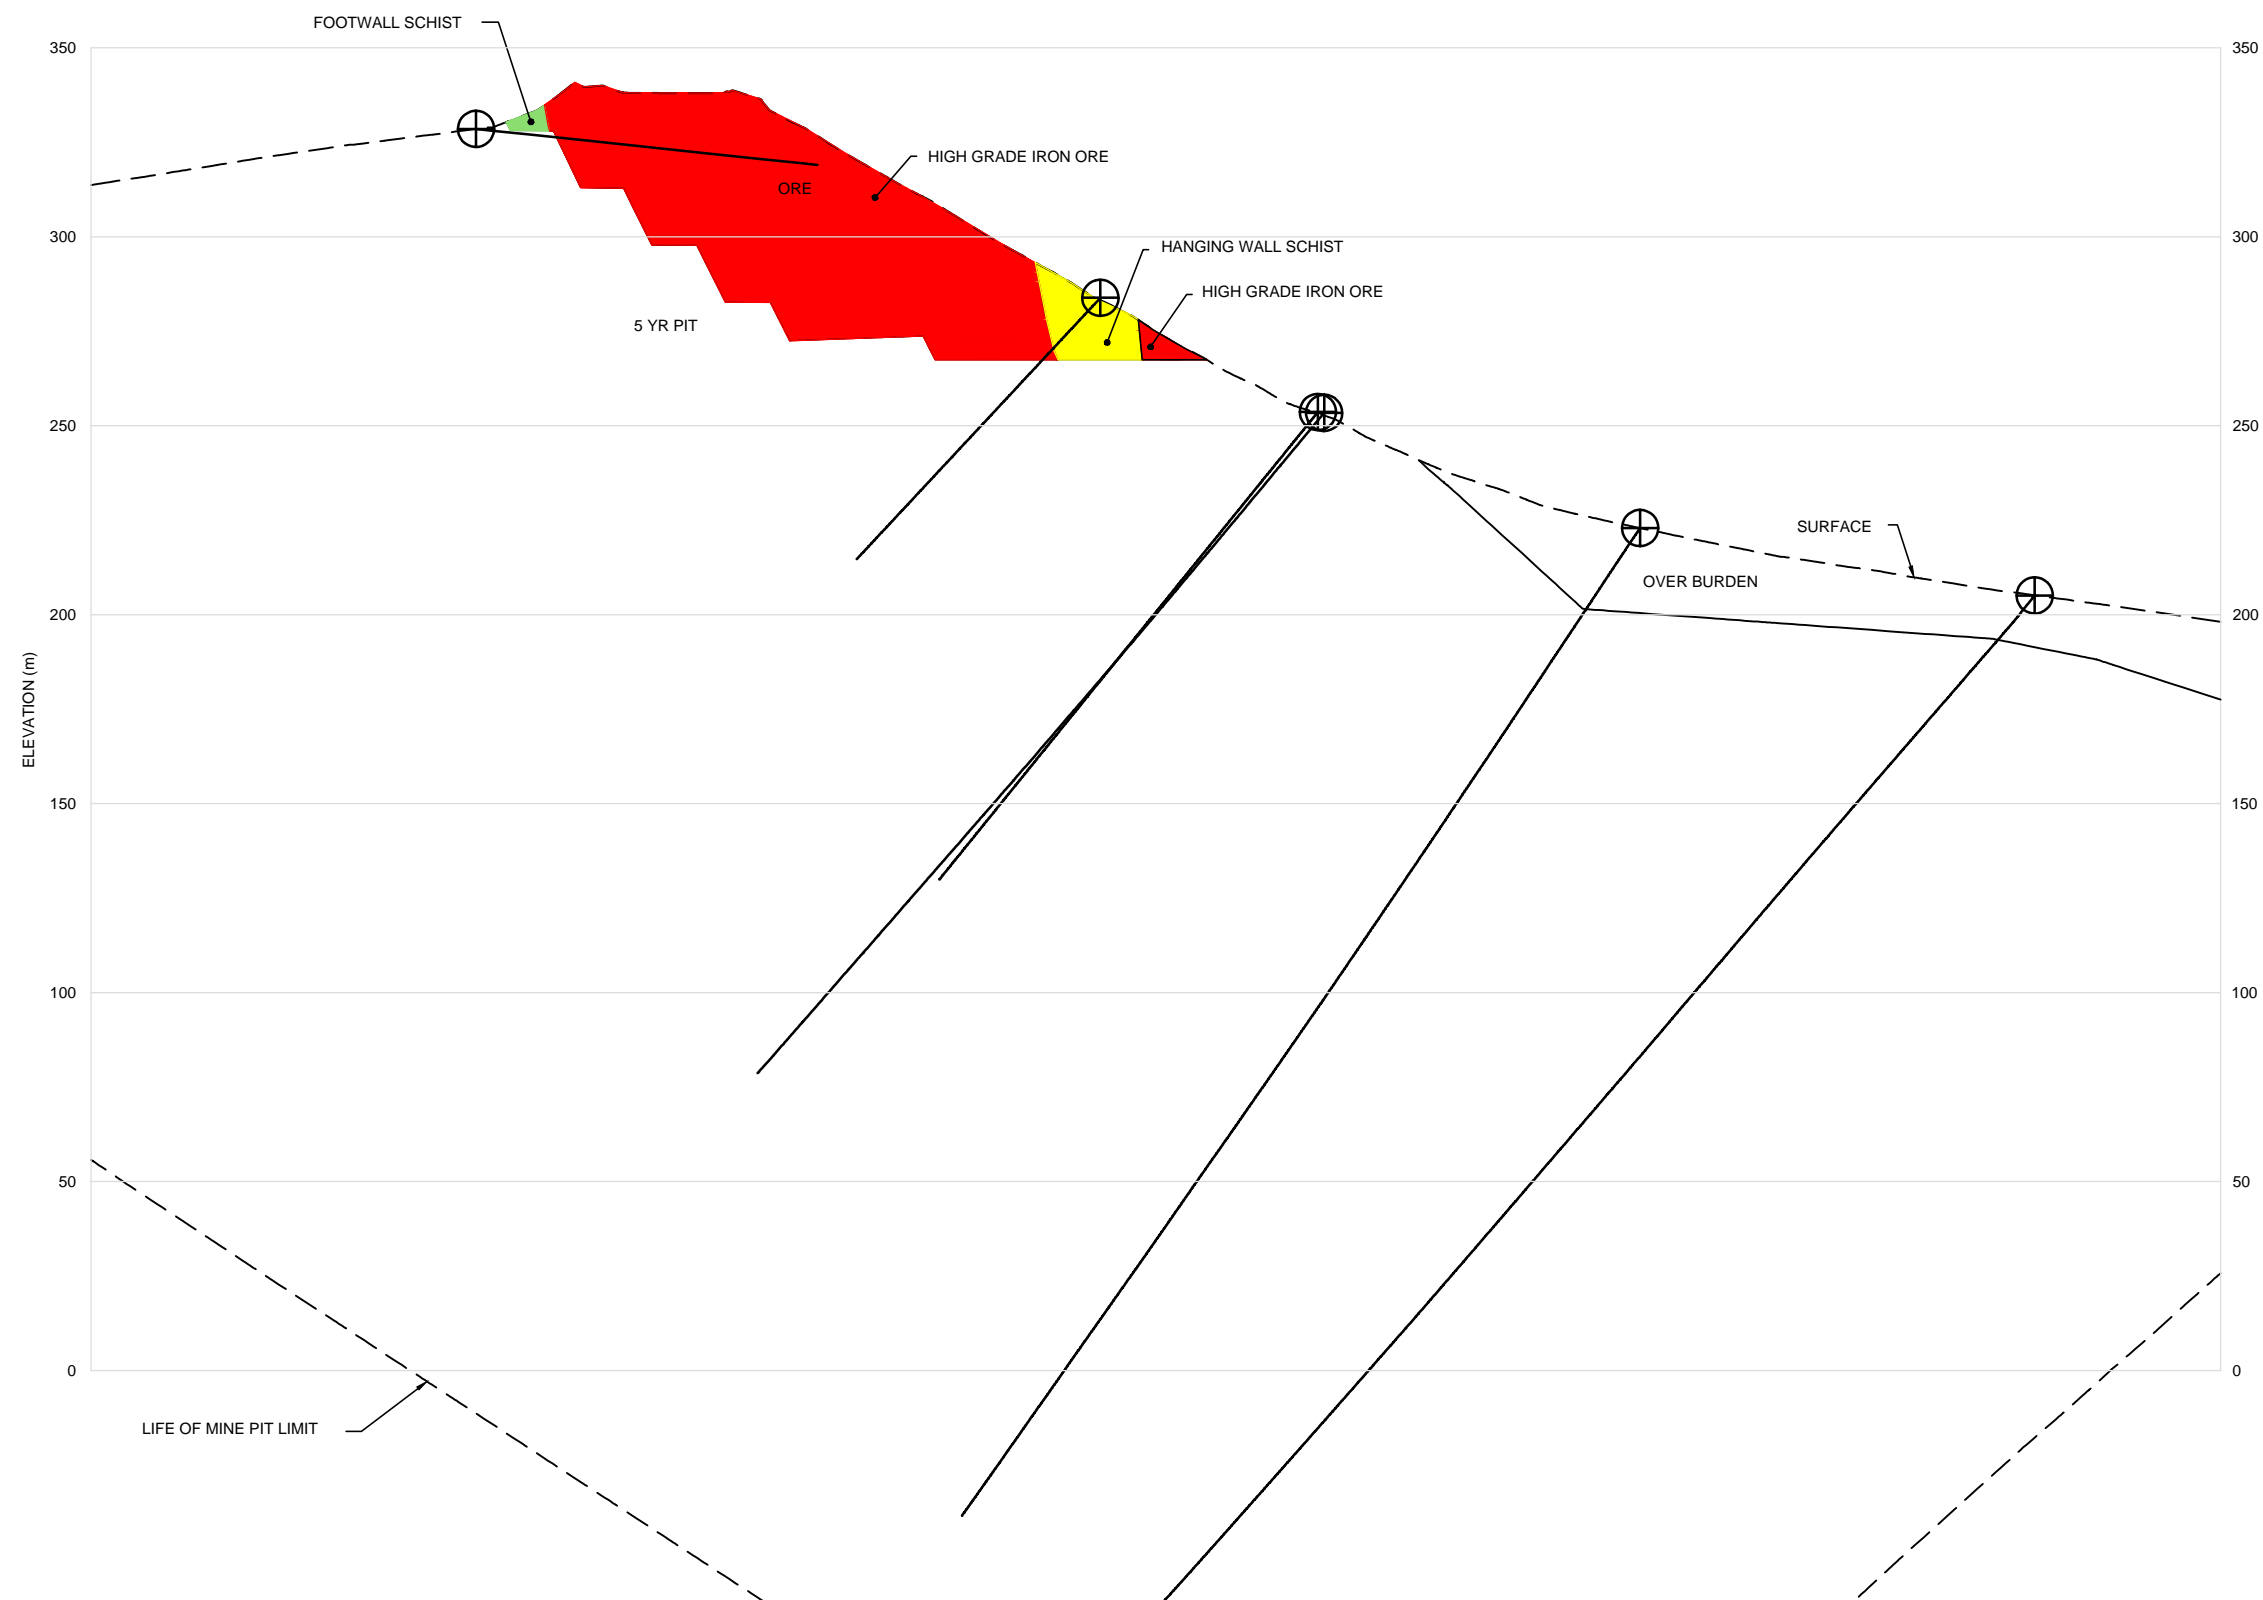 FOOTWALL SCHIST
350 350
HIGH GRADE IRON ORE
ORE
300 300
HANGING WALL SCHIST
HIGH GRADE IRON ORE
5 YR PIT
250 250
SURFACE
OVER BURDEN
200 200
ELEVATION (m)
150 150
100 100
50 50
0 0
LIFE OF MINE PIT LIMIT